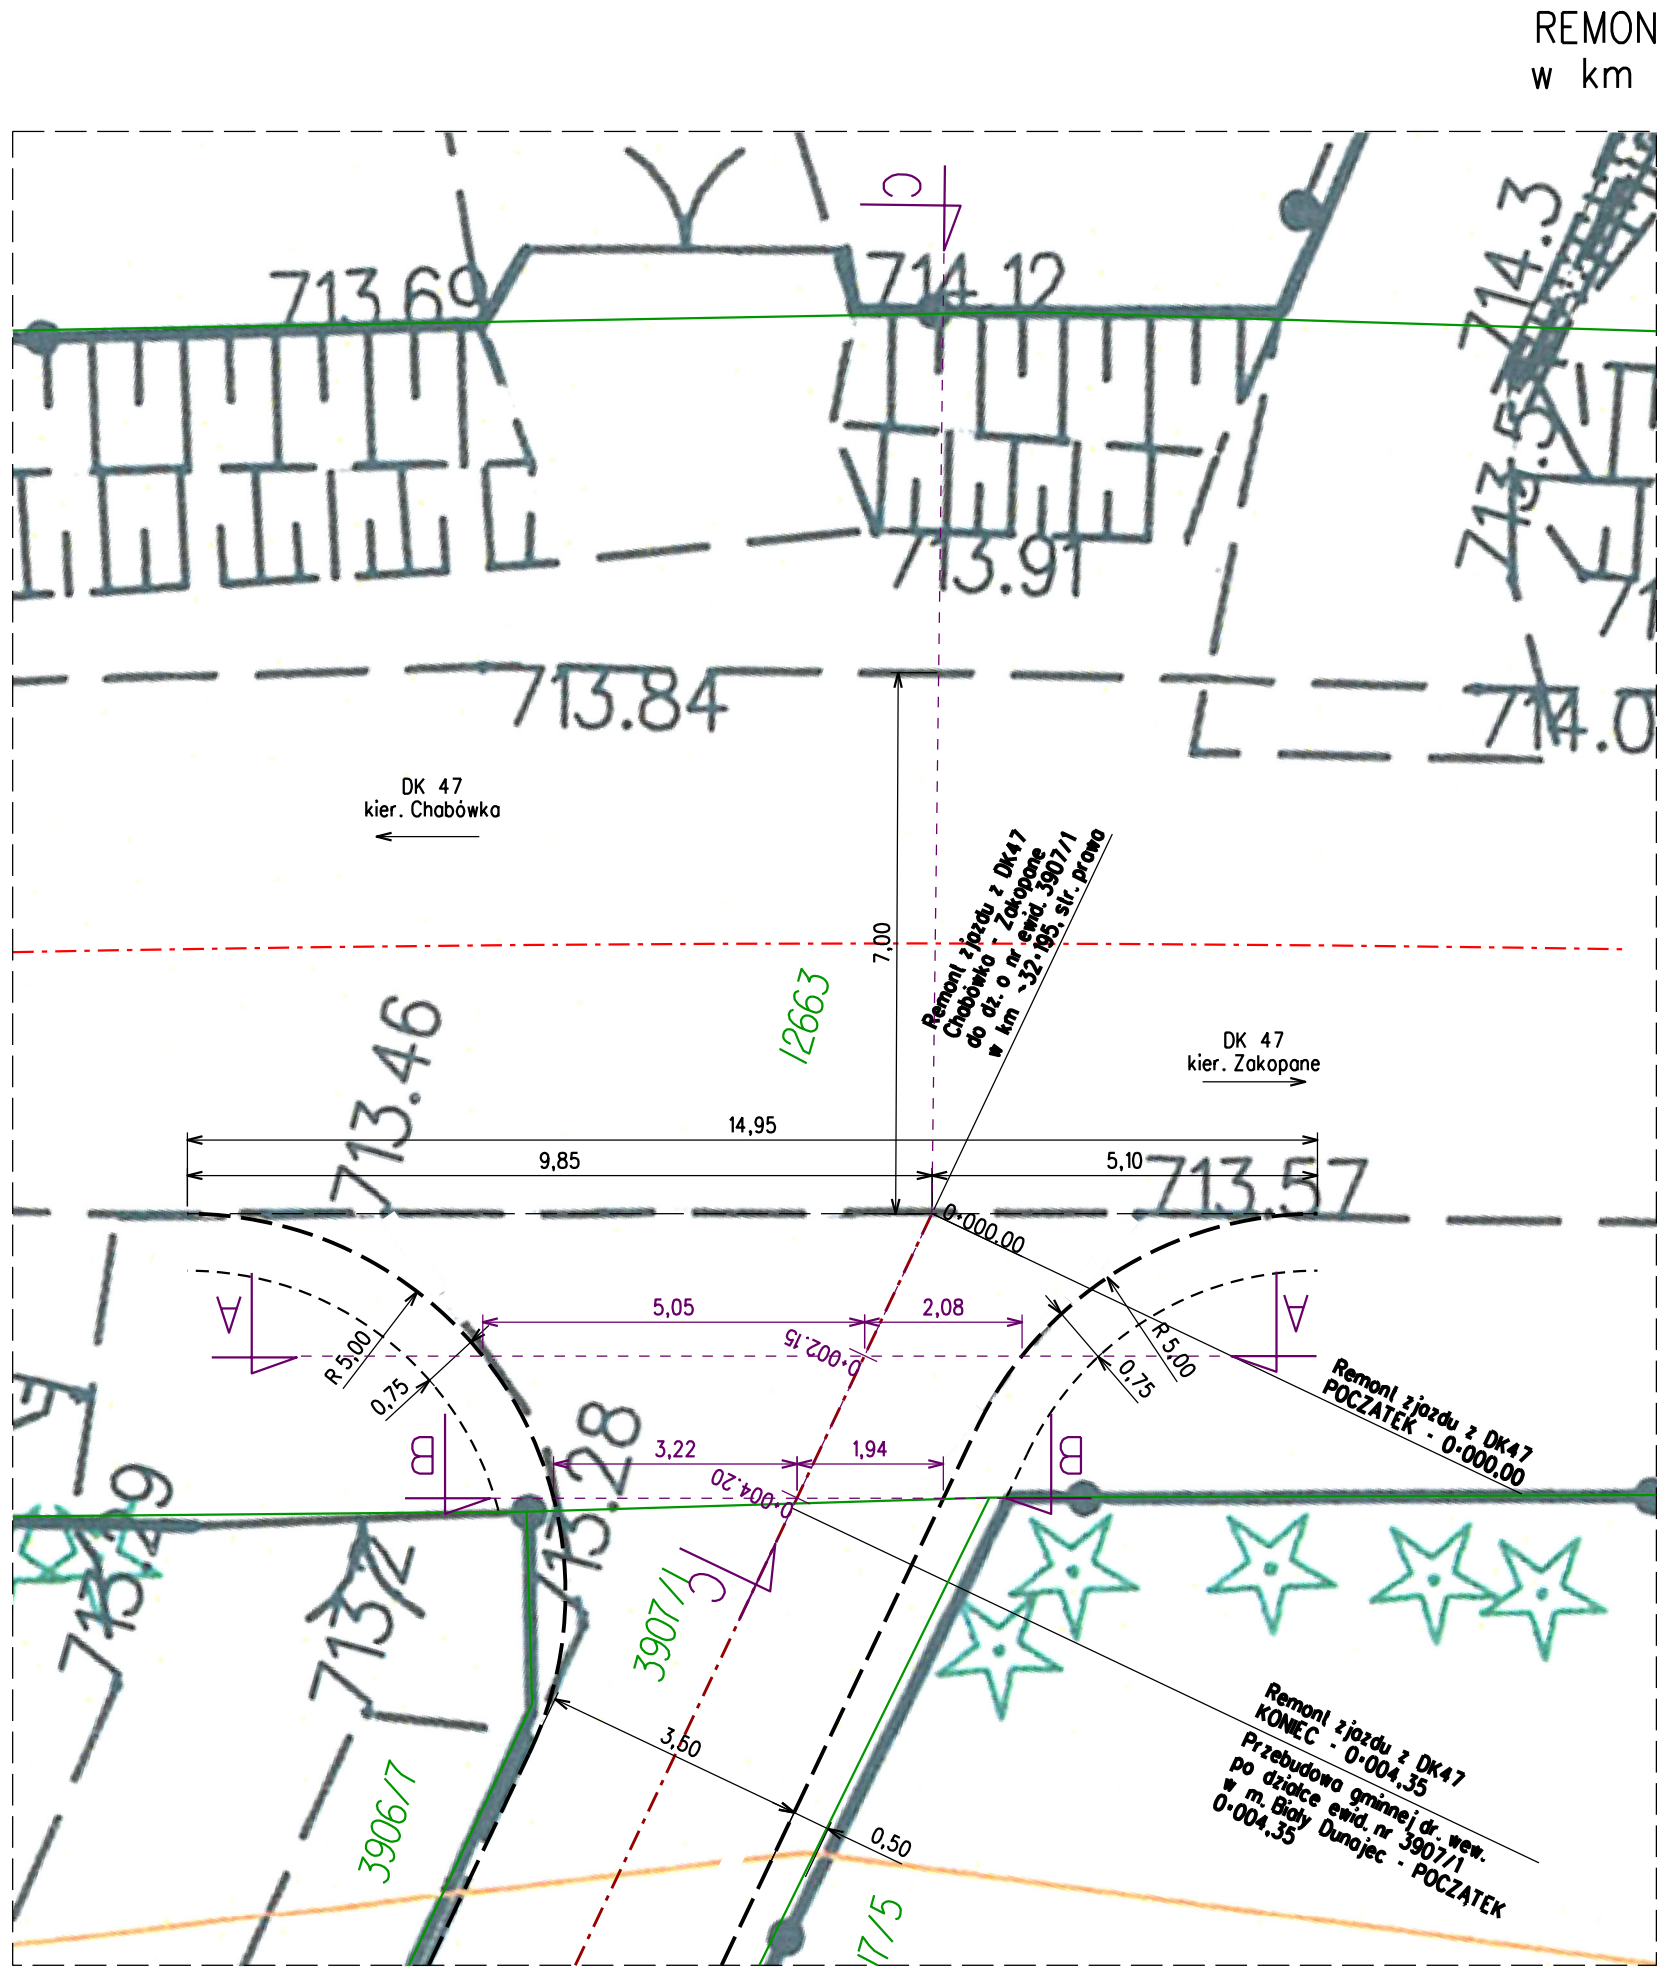 REMON
w km
C
714.3
713.69
714.12
713.5
713.91
71
713.84
714.0
DK 47
kier. Chabówka
Remont zjazdu z DK47
Chabówka - Zakopane
do dz. o nr ewid. 3907/1
w km ~32+195, str. prawa
7,00
12663
713.46
DK 47
kier. Zakopane
14,95
9,85
5,10
713.57
0+000.00
A
5,05
2,08
A
0+002.15
R 5,00
0,75
R 5,00
0,75
Remont zjazdu z DK47
POCZĄTEK - 0+000,00
B
3,22
1,94
B
713.28
0+004.20
C
3907/1
3,60
3906/7
0,50
Remont zjazdu z DK47
KONIEC - 0+004,35
Przebudowa gminnej dr. wew.
po działce ewid. nr 3907/1
w m. Biały Dunajec - POCZĄTEK
0+004,35
17/5